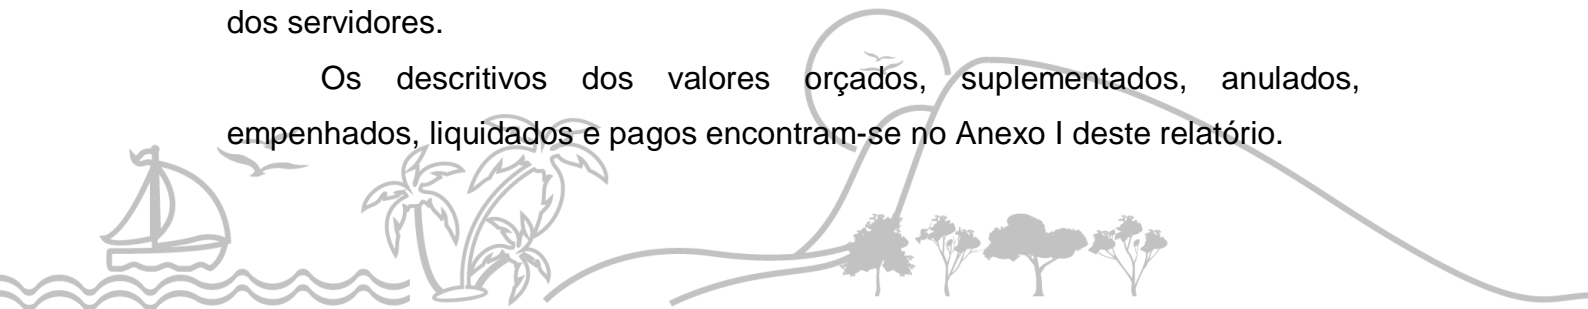 dos servidores.
Os descritivos dos valores orçados, suplementados, anulados,
empenhados, liquidados e pagos encontram-se no Anexo I deste relatório.